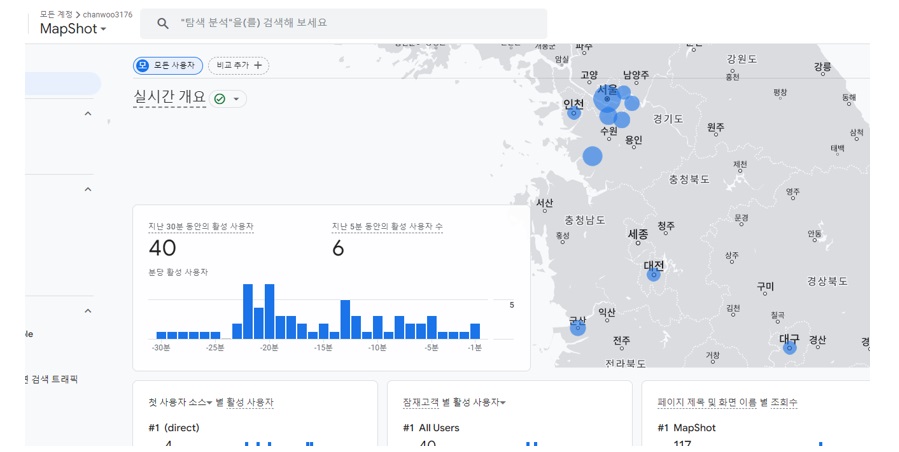 모든 계정 > chanwoo3176
MapShot
"탐색 분석"을(를) 검색해 보세요
모 모든 사용자
비교 추가 +
실시간 개요
파주
강원도
암실
고양
남양주
홍천
강릉
서울
평창
동해
인천
경기도
수원
용인
원주
삼척
태백
제천
충청북도
영주
서산
충청남도
문경
청주
홍성
세종
안동
상주
대전
구미
경상북도
김천
칠곡
군산
익산
전주
대구
경산
거창
전라북도
지난 30분 동안의 활성 사용자
지난 5분 동안의 활성 사용자 수
40
6
분당 활성 사용자
5
-30분 -25분 -20분 -15분 -10분 -5분 -1분
검색 트래픽
첫 사용자 소스 별 활성 사용자
잠재고객 별 활성 사용자
페이지 제목 및 화면 이름 별 조회수
#1 (direct)
#1 All Users
#1 MapShot
4
40
117